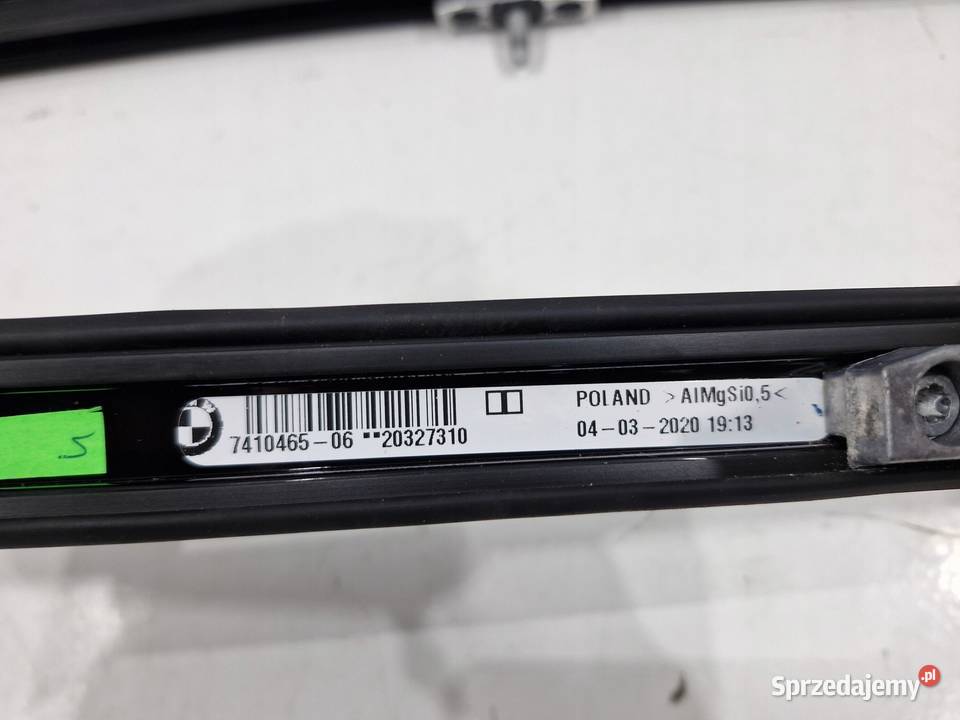 POLAND >AlMgSi0,5<
7410465-06 **20327310
04-03-2020 19:13
5
Sprzedajemy.pl